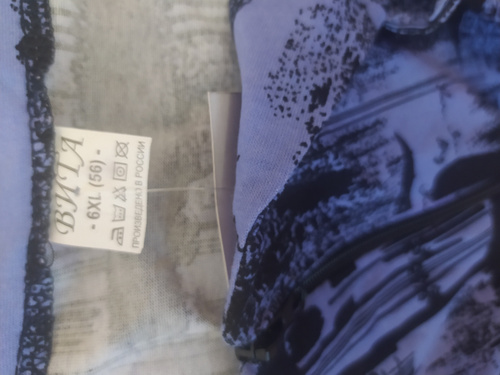 ВИТА
- 6XL (56) -
ПРОИЗВЕДЕНО В РОССИИ